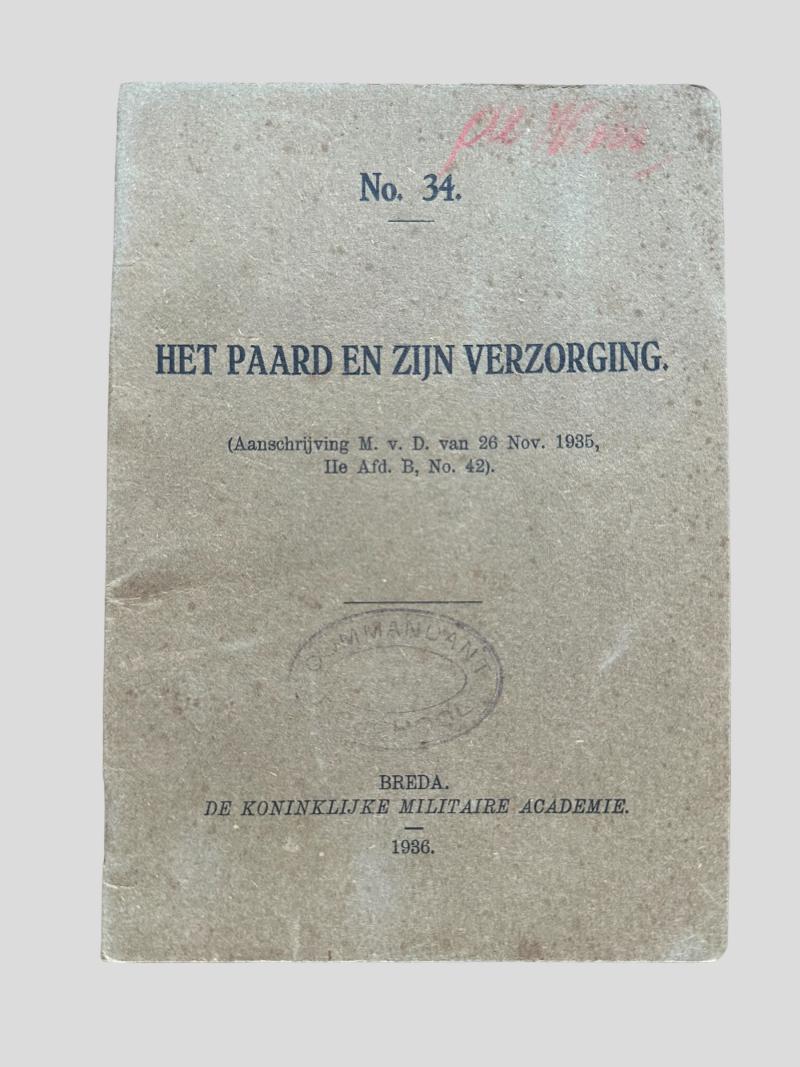 No. 34.
HET PAARD EN ZIJN VERZORGING.
(Aanschrijving M. v. D. van 26 Nov. 1935,
IIe Afd. B, No. 42).
COMMANDANT
BREDA.
DE KONINKLIJKE MILITAIRE ACADEMIE.
1936.